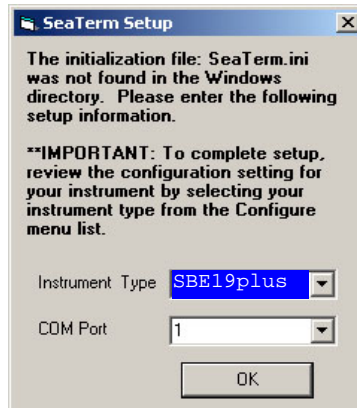 SeaTerm Setup
The initialization file: SeaTerm.ini
was not found in the Windows
directory.  Please enter the following
setup information.
**IMPORTANT: To complete setup,
review the configuration setting for
your instrument by selecting your
instrument type from the Configure
menu list.
Instrument Type SBE19plus
COM Port 1
OK